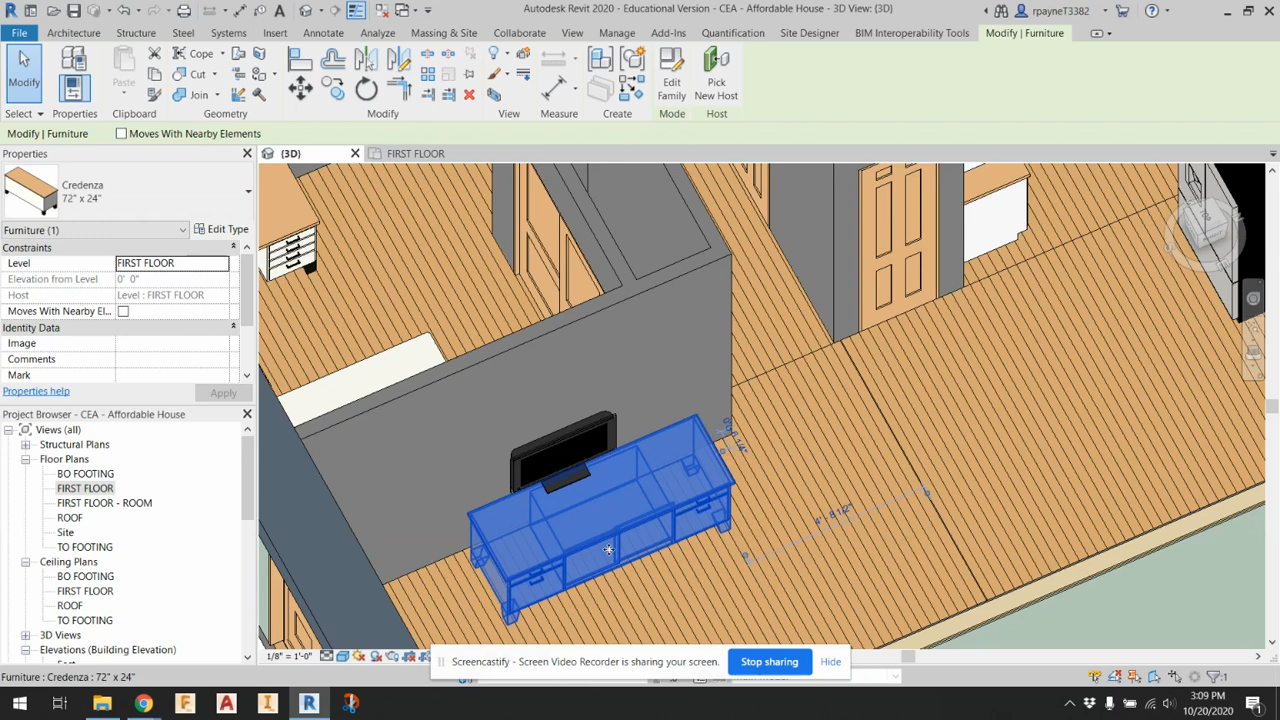 Autodesk Revit 2020 - Educational Version - CEA - Affordable House - 3D View: {3D}
rpayneT3382
File
Architecture
Structure
Steel
Systems
Insert
Annotate
Analyze
Massing & Site
Collaborate
View
Manage
Add-Ins
Quantification
Site Designer
BIM Interoperability Tools
Modify | Furniture
Modify
Properties
Paste
Cope
Cut
Join
Edit
Family
Pick
New Host
Select
Properties
Clipboard
Geometry
Modify
View
Measure
Create
Mode
Host
Modify | Furniture
Moves With Nearby Elements
Properties
{3D}
FIRST FLOOR
Credenza
72" x 24"
Furniture (1)
Edit Type
Constraints
Level
FIRST FLOOR
Elevation from Level
0' 0"
Host
Level : FIRST FLOOR
Moves With Nearby El...
Identity Data
Image
Comments
Mark
Properties help
Apply
Project Browser - CEA - Affordable House
Views (all)
Structural Plans
Floor Plans
BO FOOTING
FIRST FLOOR
FIRST FLOOR - ROOM
ROOF
Site
TO FOOTING
Ceiling Plans
BO FOOTING
FIRST FLOOR
ROOF
TO FOOTING
3D Views
Elevations (Building Elevation)
4' - 8 1/2"
1/8" = 1'-0"
Screencastify - Screen Video Recorder is sharing your screen.
Stop sharing
Hide
Furniture : Credenza : 72" x 24"
:1
3:09 PM
10/20/2020